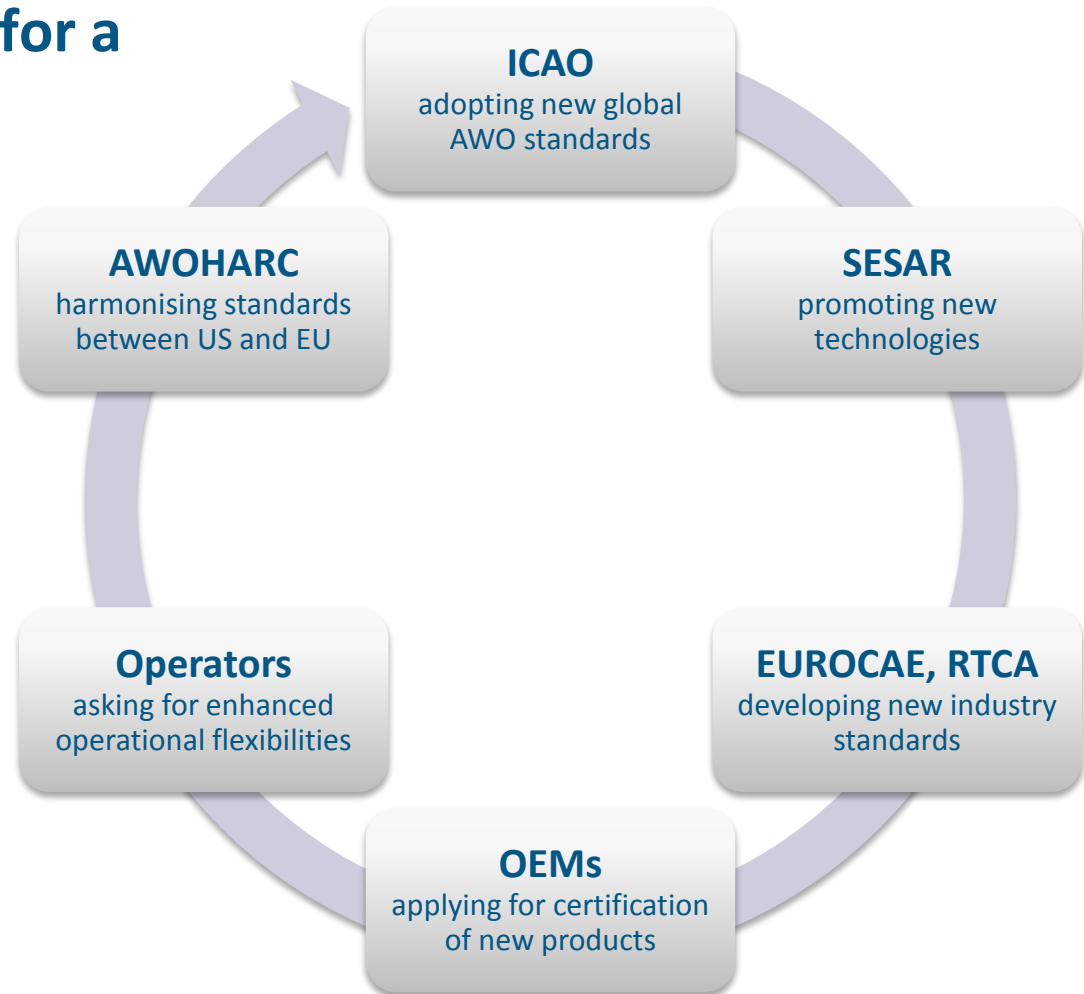 for a
ICAO
adopting new global
AWO standards
SESAR
promoting new
technologies
EUROCAE, RTCA
developing new industry
standards
OEMs
applying for certification
of new products
Operators
asking for enhanced
operational flexibilities
AWOHARC
harmonising standards
between US and EU